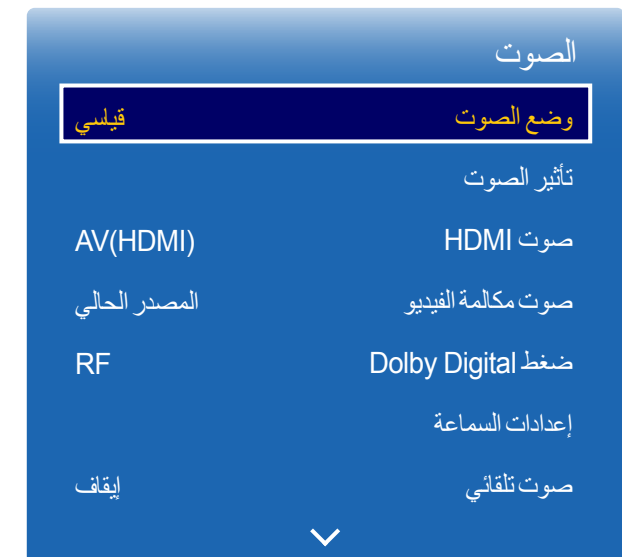 الصوت
وضع الصوت قياسي
تأثير الصوت
صوت HDMI AV(HDMI)
صوت مكالمة الفيديو المصدر الحالي
ضغط Dolby Digital RF
إعدادات السماعة
صوت تلقائي إيقاف